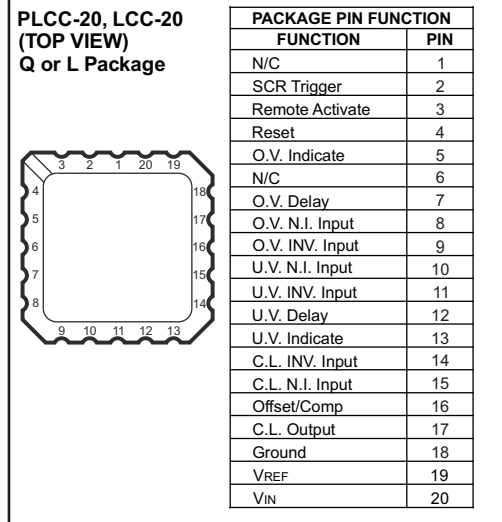 PLCC-20, LCC-20
(TOP VIEW)
Q or L Package
3 2 1 20 19
4 18
5 17
6 16
7 15
8 14
9 10 11 12 13
PACKAGE PIN FUNCTION
FUNCTION PIN
N/C 1
SCR Trigger 2
Remote Activate 3
Reset 4
O.V. Indicate 5
N/C 6
O.V. Delay 7
O.V. N.I. Input 8
O.V. INV. Input 9
U.V. N.I. Input 10
U.V. INV. Input 11
U.V. Delay 12
U.V. Indicate 13
C.L. INV. Input 14
C.L. N.I. Input 15
Offset/Comp 16
C.L. Output 17
Ground 18
VREF 19
VIN 20